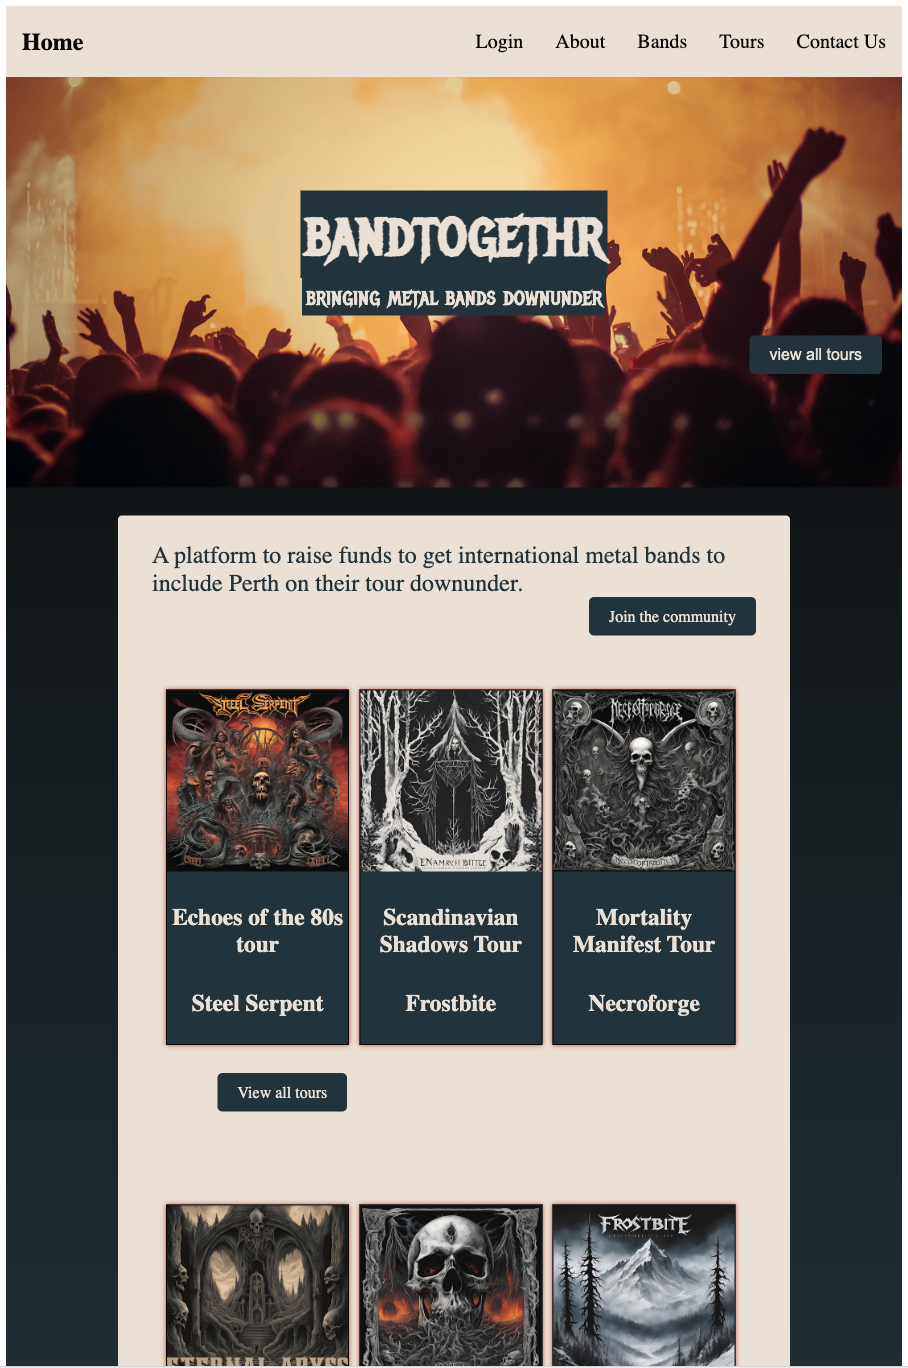 Home
Login About Bands Tours Contact Us
BANDTOGETHR
BRINGING METAL BANDS DOWNUNDER
view all tours
A platform to raise funds to get international metal bands to
include Perth on their tour downunder.
Join the community
STEEL SERPENT
Echoes of the 80s
tour
Steel Serpent
Scandinavian
Shadows Tour
Frostbite
Mortality
Manifest Tour
Necroforge
View all tours
ETERNAL ABYSS
FROSTBITE